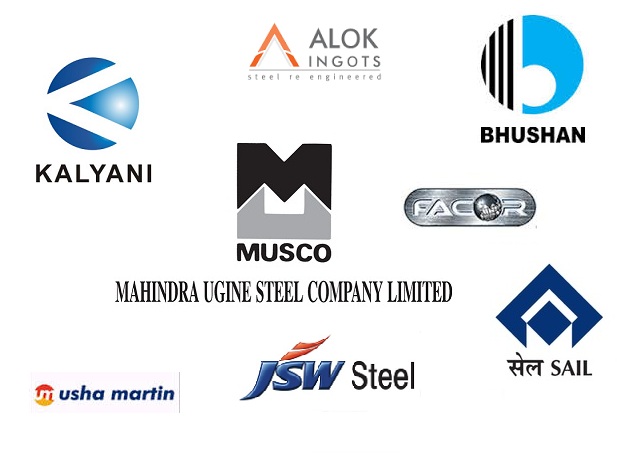 ALOK
INGOTS
steel re engineered
BHUSHAN
KALYANI
FACOR
MUSCO
MAHINDRA UGINE STEEL COMPANY LIMITED
सेल SAIL
JSW Steel
um usha martin